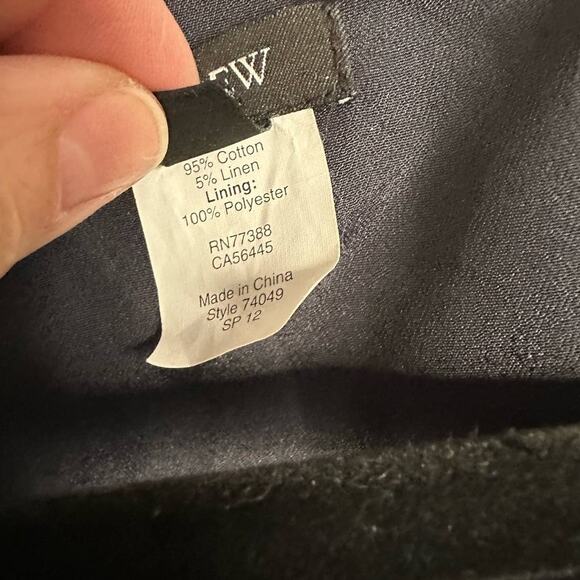 EW
95% Cotton
5% Linen
Lining:
100% Polyester
RN77388
CA56445
Made in China
Style 74049
SP 12